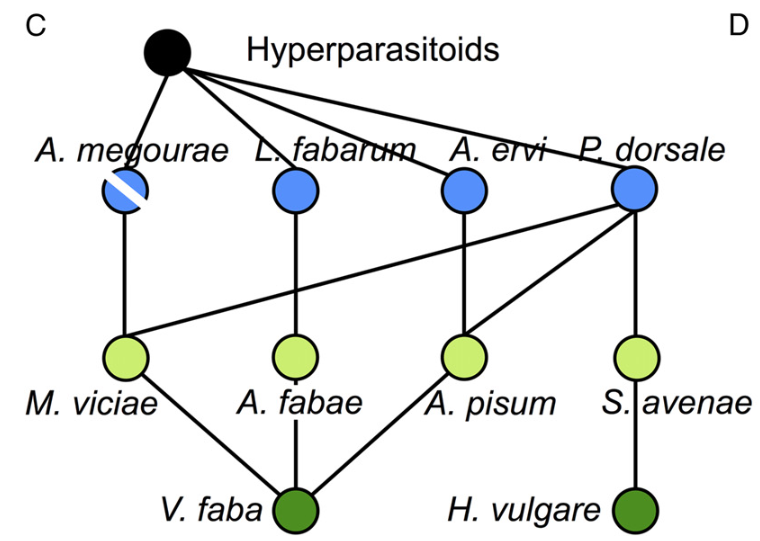 C
D
Hyperparasitoids
A. megourae L. fabarum A. ervi P. dorsale
M. viciae A. fabae A. pisum S. avenae
V. faba H. vulgare